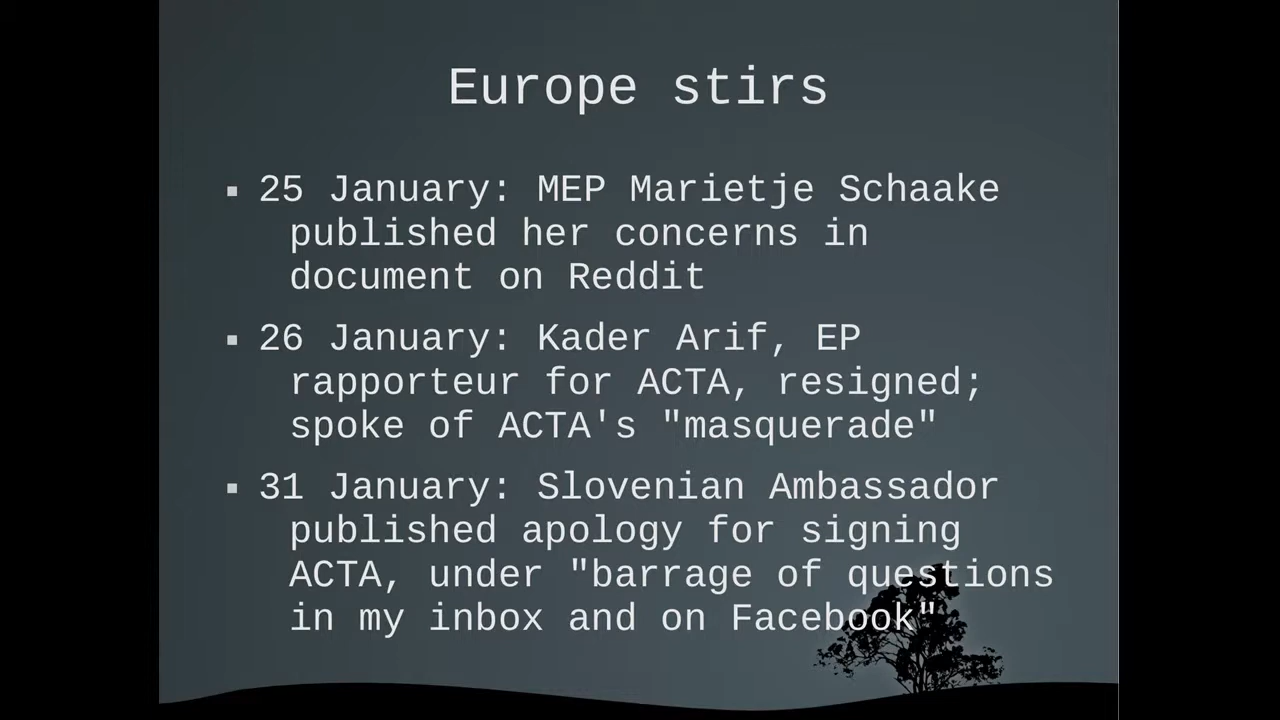 Europe stirs
▪ 25 January: MEP Marietje Schaake
published her concerns in
document on Reddit
▪ 26 January: Kader Arif, EP
rapporteur for ACTA, resigned;
spoke of ACTA's "masquerade"
▪ 31 January: Slovenian Ambassador
published apology for signing
ACTA, under "barrage of questions
in my inbox and on Facebook"